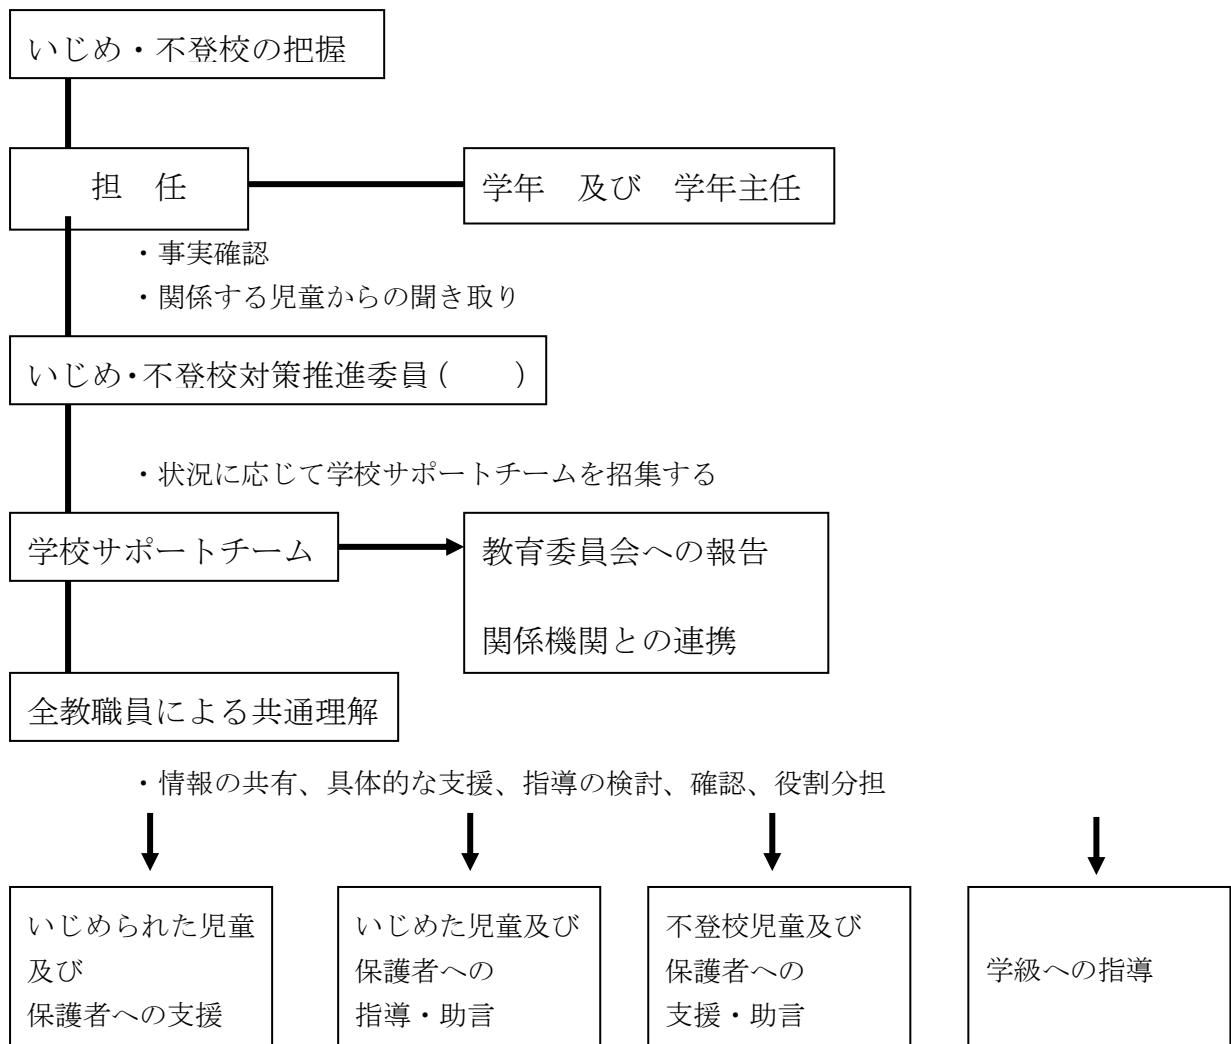 いじめ・不登校の把握
担　任
学年　及び　学年主任
・事実確認
・関係する児童からの聞き取り
いじめ・不登校対策推進委員(　　)
・状況に応じて学校サポートチームを招集する
学校サポートチーム
教育委員会への報告
関係機関との連携
全教職員による共通理解
・情報の共有、具体的な支援、指導の検討、確認、役割分担
いじめられた児童
及び
保護者への支援
いじめた児童及び
保護者への
指導・助言
不登校児童及び
保護者への
支援・助言
学級への指導